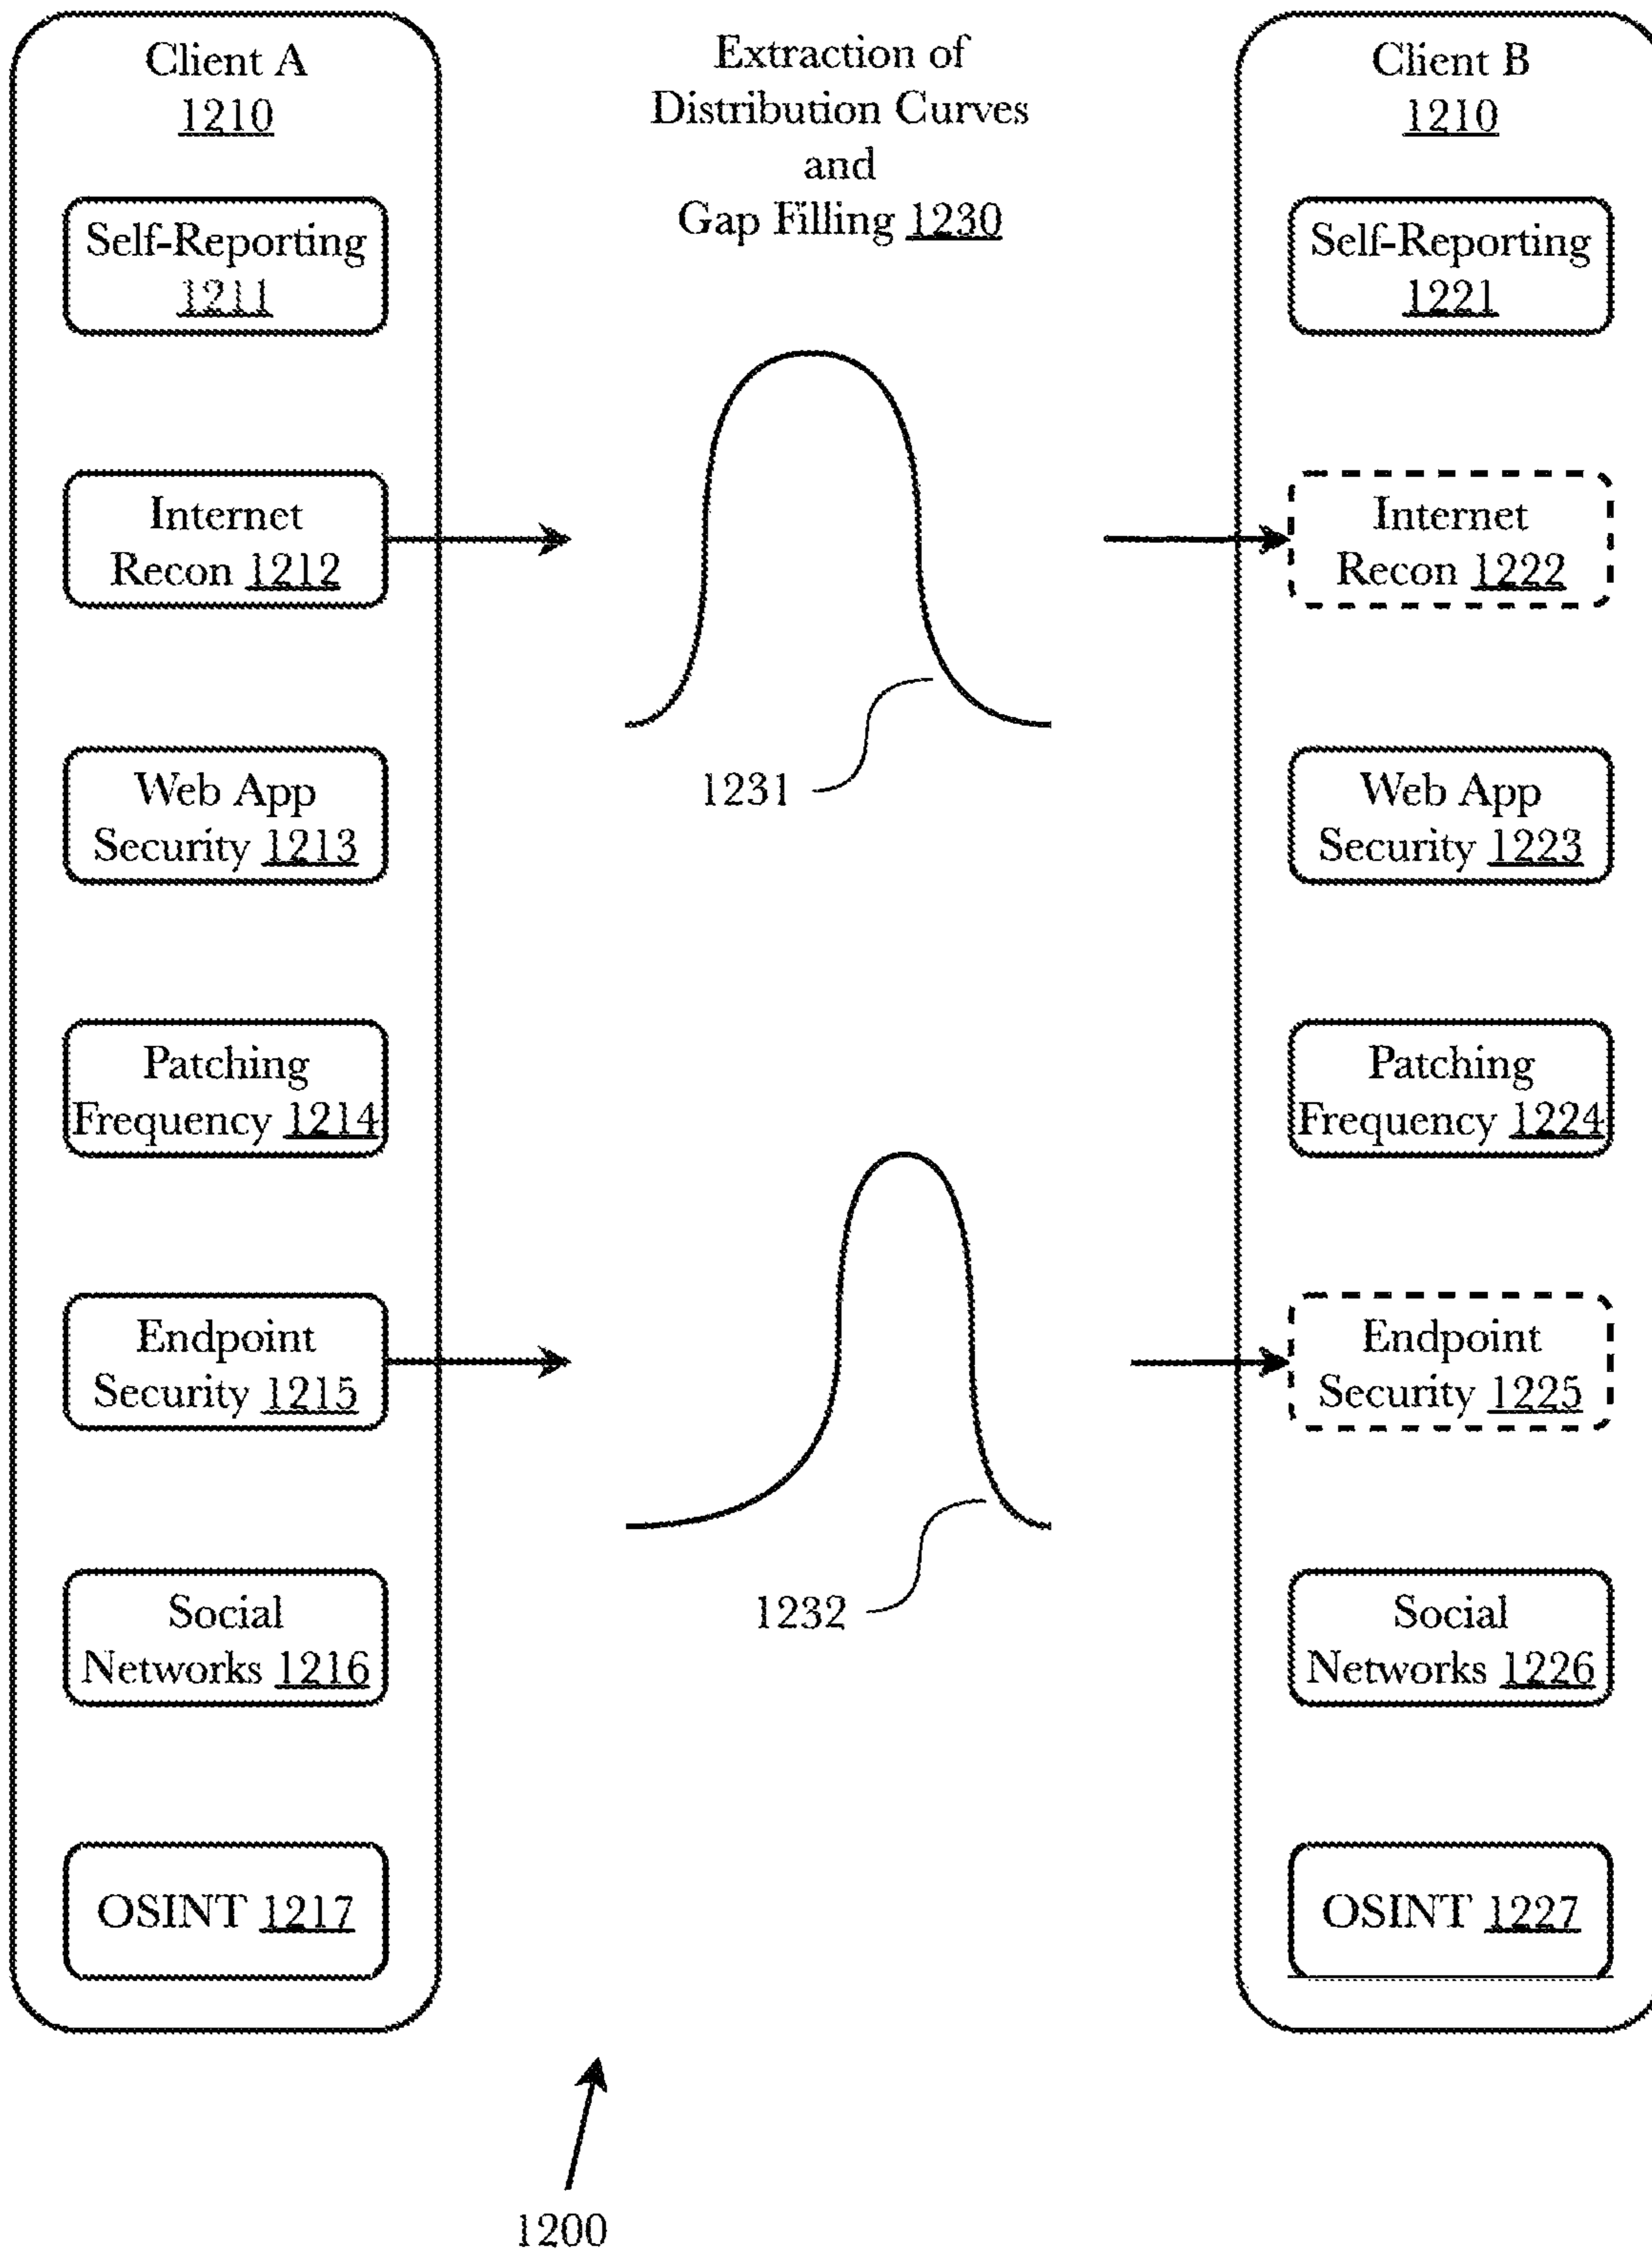 Client A
1210
Self-Reporting
1211
Internet
Recon 1212
Web App
Security 1213
Patching
Frequency 1214
Endpoint
Security 1215
Social
Networks 1216
OSINT 1217
Extraction of
Distribution Curves
and
Gap Filling 1230
1231
1232
Client B
1210
Self-Reporting
1221
Internet
Recon 1222
Web App
Security 1223
Patching
Frequency 1224
Endpoint
Security 1225
Social
Networks 1226
OSINT 1227
1200